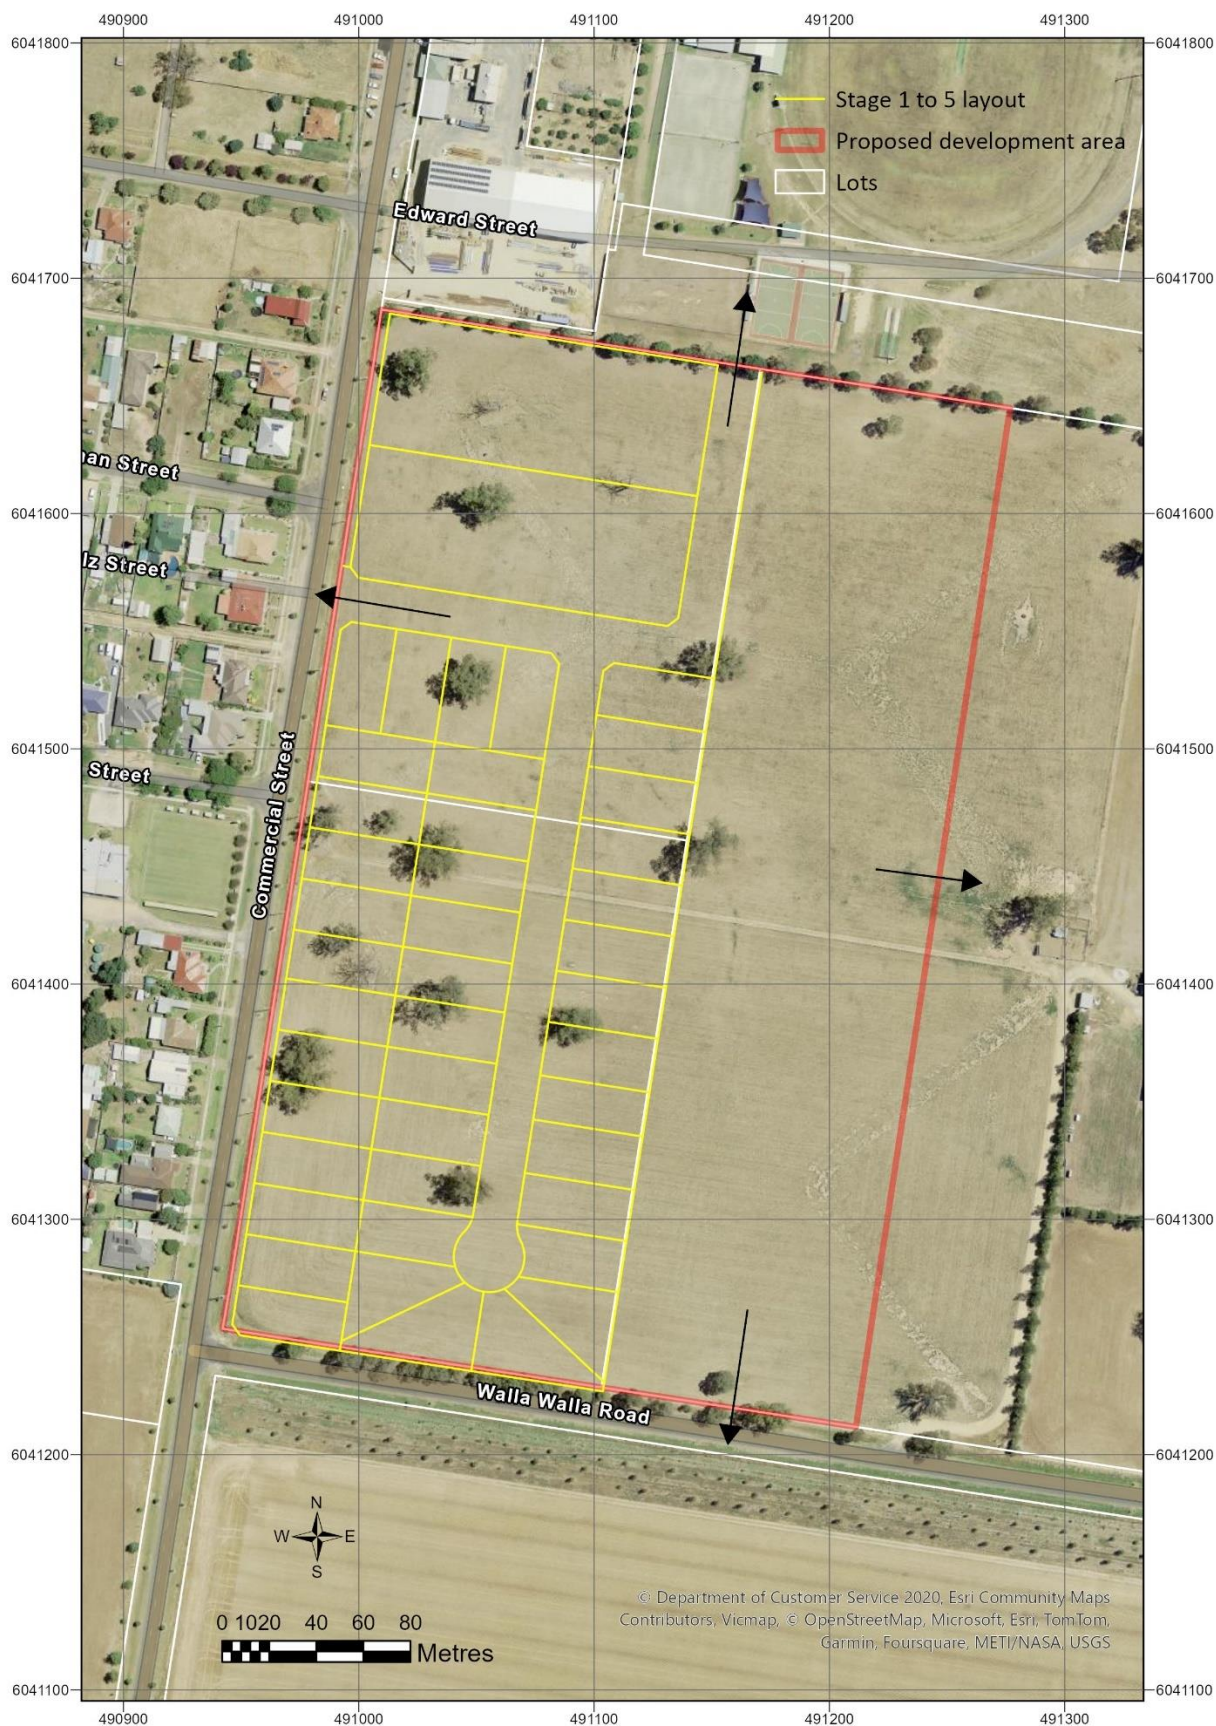 490900 491000 491100 491200 491300
6041800 6041800
Stage 1 to 5 layout
Proposed development area
Lots
Edward Street
6041700 6041700
Street
6041600 6041600
Street
6041500 6041500
Street
Commercial Street
6041400 6041400
6041300 6041300
Walla Walla Road
6041200 6041200
N
W E
S
© Department of Customer Service 2020, Esri Community Maps
Contributors, Vicmap, © OpenStreetMap, Microsoft, Esri, TomTom,
Garmin, Foursquare, METI/NASA, USGS
0 10 20 40 60 80
Metres
6041100 6041100
490900 491000 491100 491200 491300